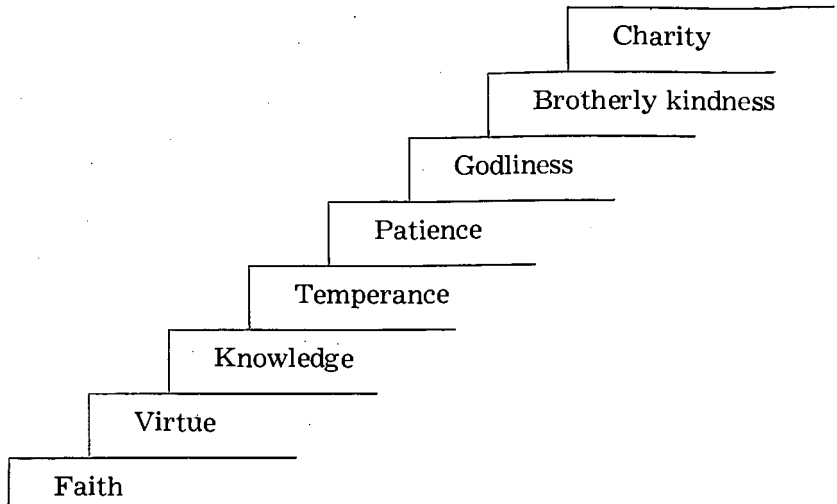 Charity
Brotherly kindness
Godliness
Patience
Temperance
Knowledge
Virtue
Faith